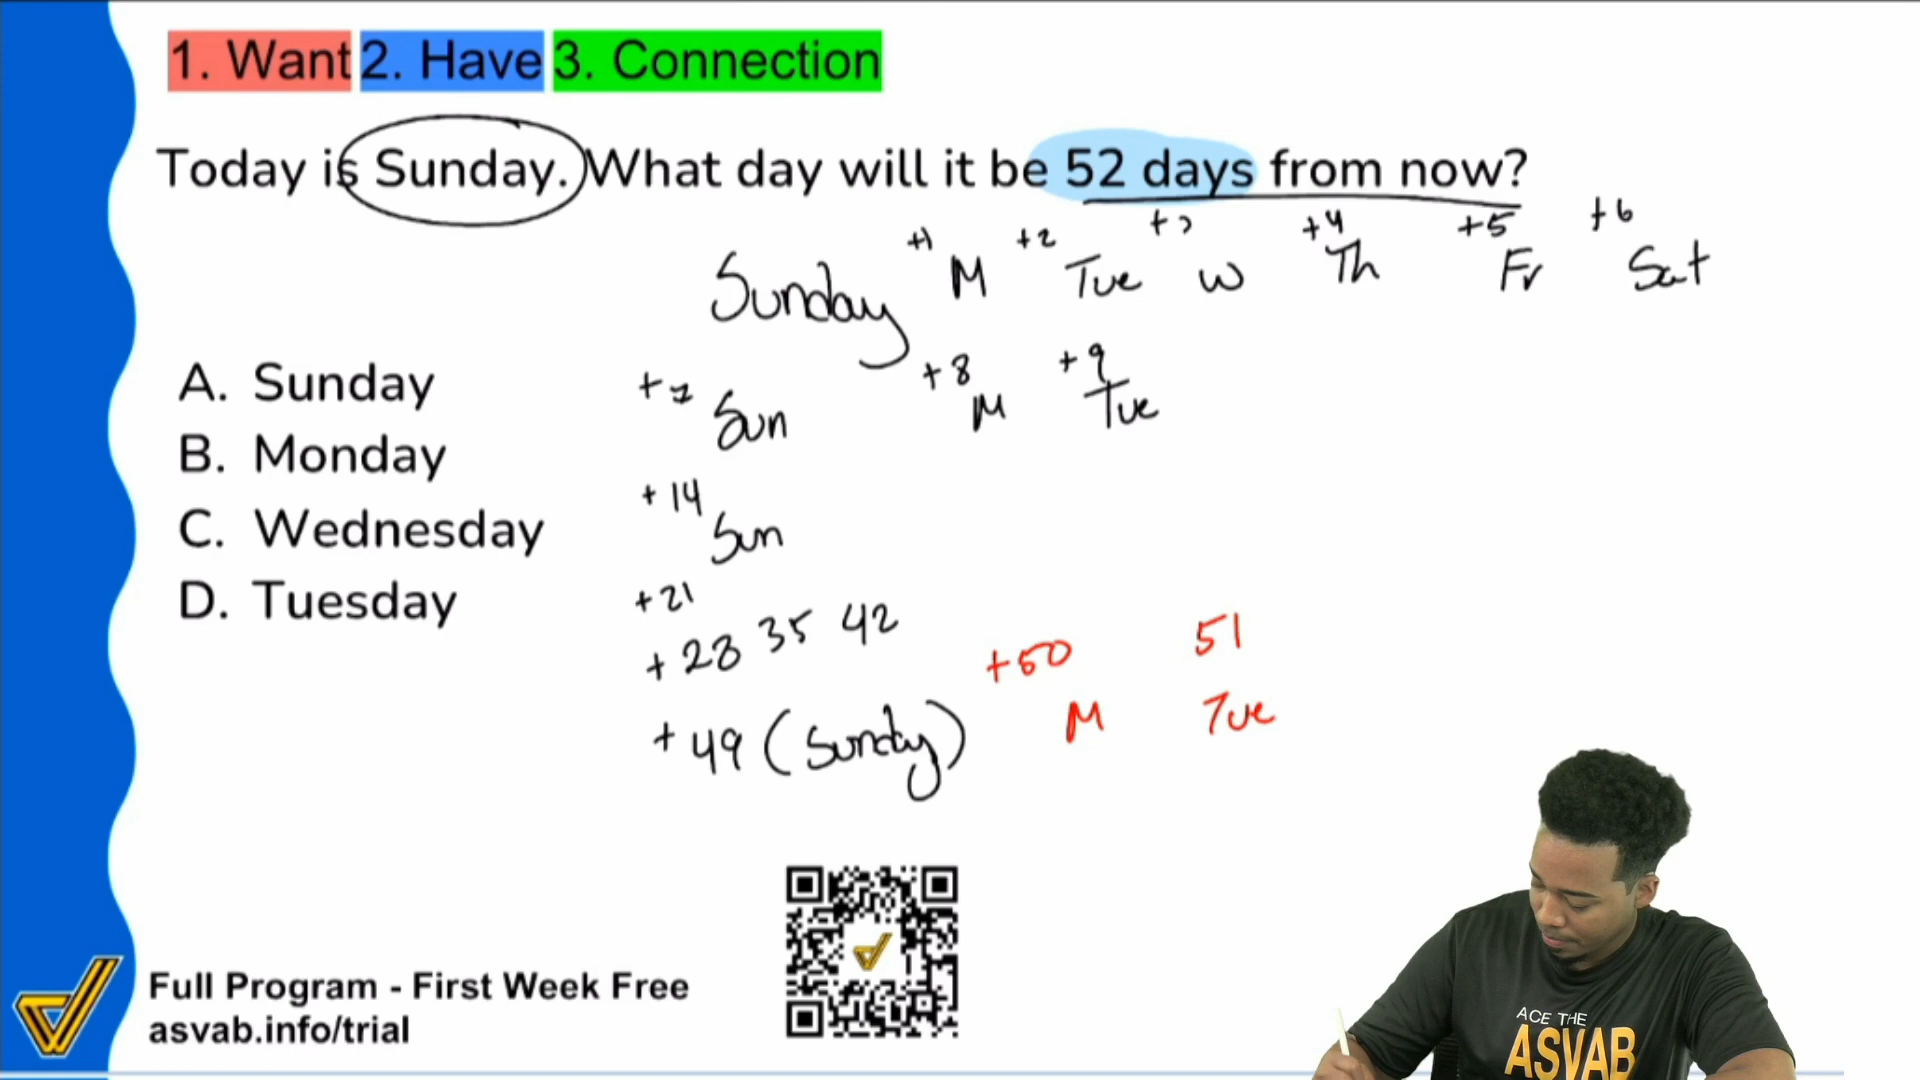 1. Want 2. Have 3. Connection
Today is Sunday. What day will it be 52 days from now?
+1 +2 +3 +4 +5 +6
Sunday M Tue W Th Fr Sat
A. Sunday
B. Monday
C. Wednesday
D. Tuesday
+7 Sun +8 M +9 Tue
+14 Sun
+21
+28 35 42
+50 51
+49 (Sunday) M Tue
Full Program - First Week Free
asvab.info/trial
ACE THE
ASVAB